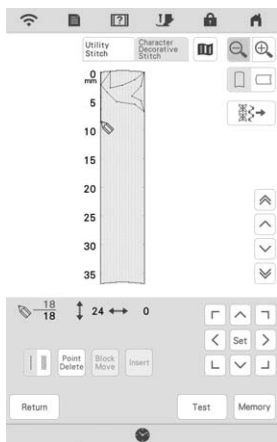 Utility
Stitch
Character
Decorative
Stitch
0
mm
5
10
15
20
25
30
35
18
18
24
0
Point
Delete
Block
Move
Insert
Set
Return
Test
Memory